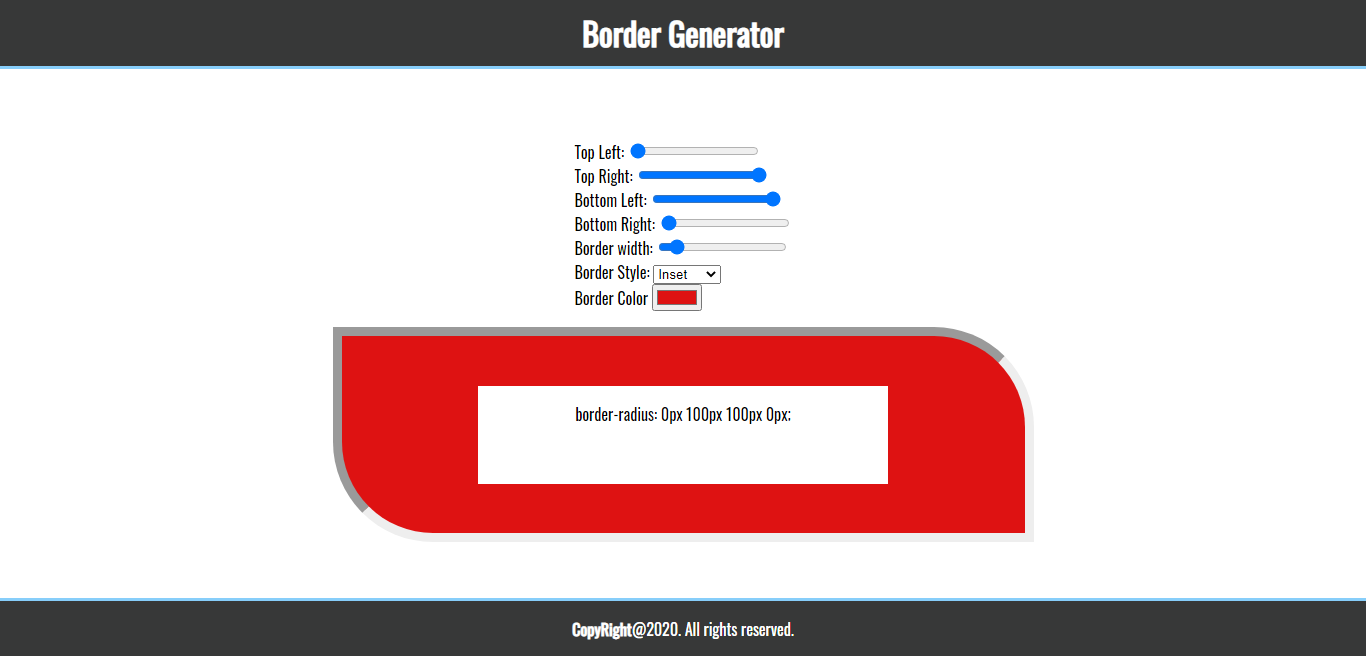 Border Generator
Top Left:
Top Right:
Bottom Left:
Bottom Right:
Border width:
Border Style: Inset
Border Color
border-radius: 0px 100px 100px 0px;
CopyRight@2020. All rights reserved.